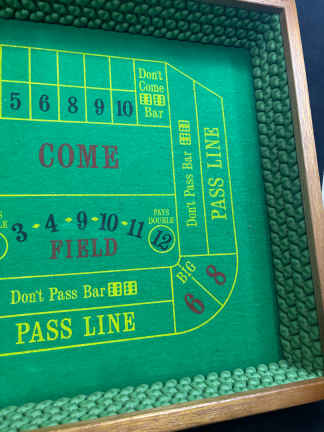 Don't
Come
Bar
5 6 8 9 10
COME
Don't Pass Bar
PASS LINE
PAYS
DOUBLE
3 · 4 · 9 · 10 · 11
12
FIELD
BIG
6 8
Don't Pass Bar
PASS LINE